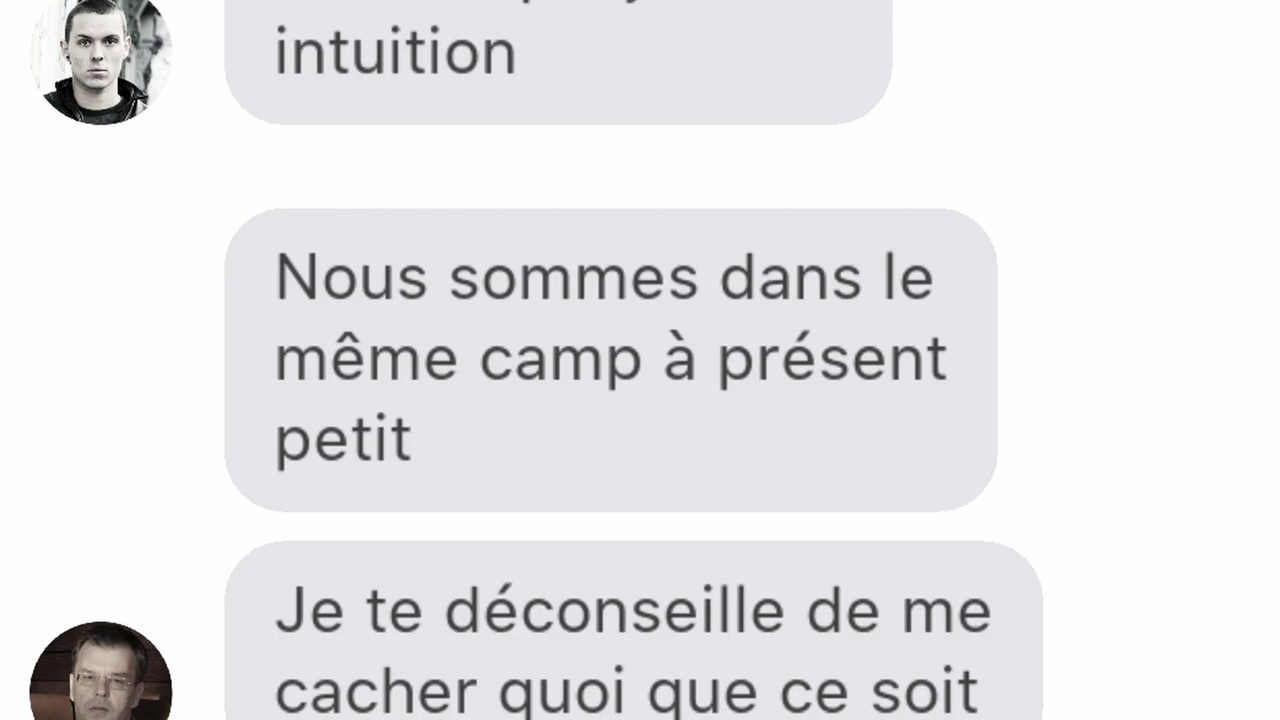 intuition
Nous sommes dans le
même camp à présent
petit
Je te déconseille de me
cacher quoi que ce soit